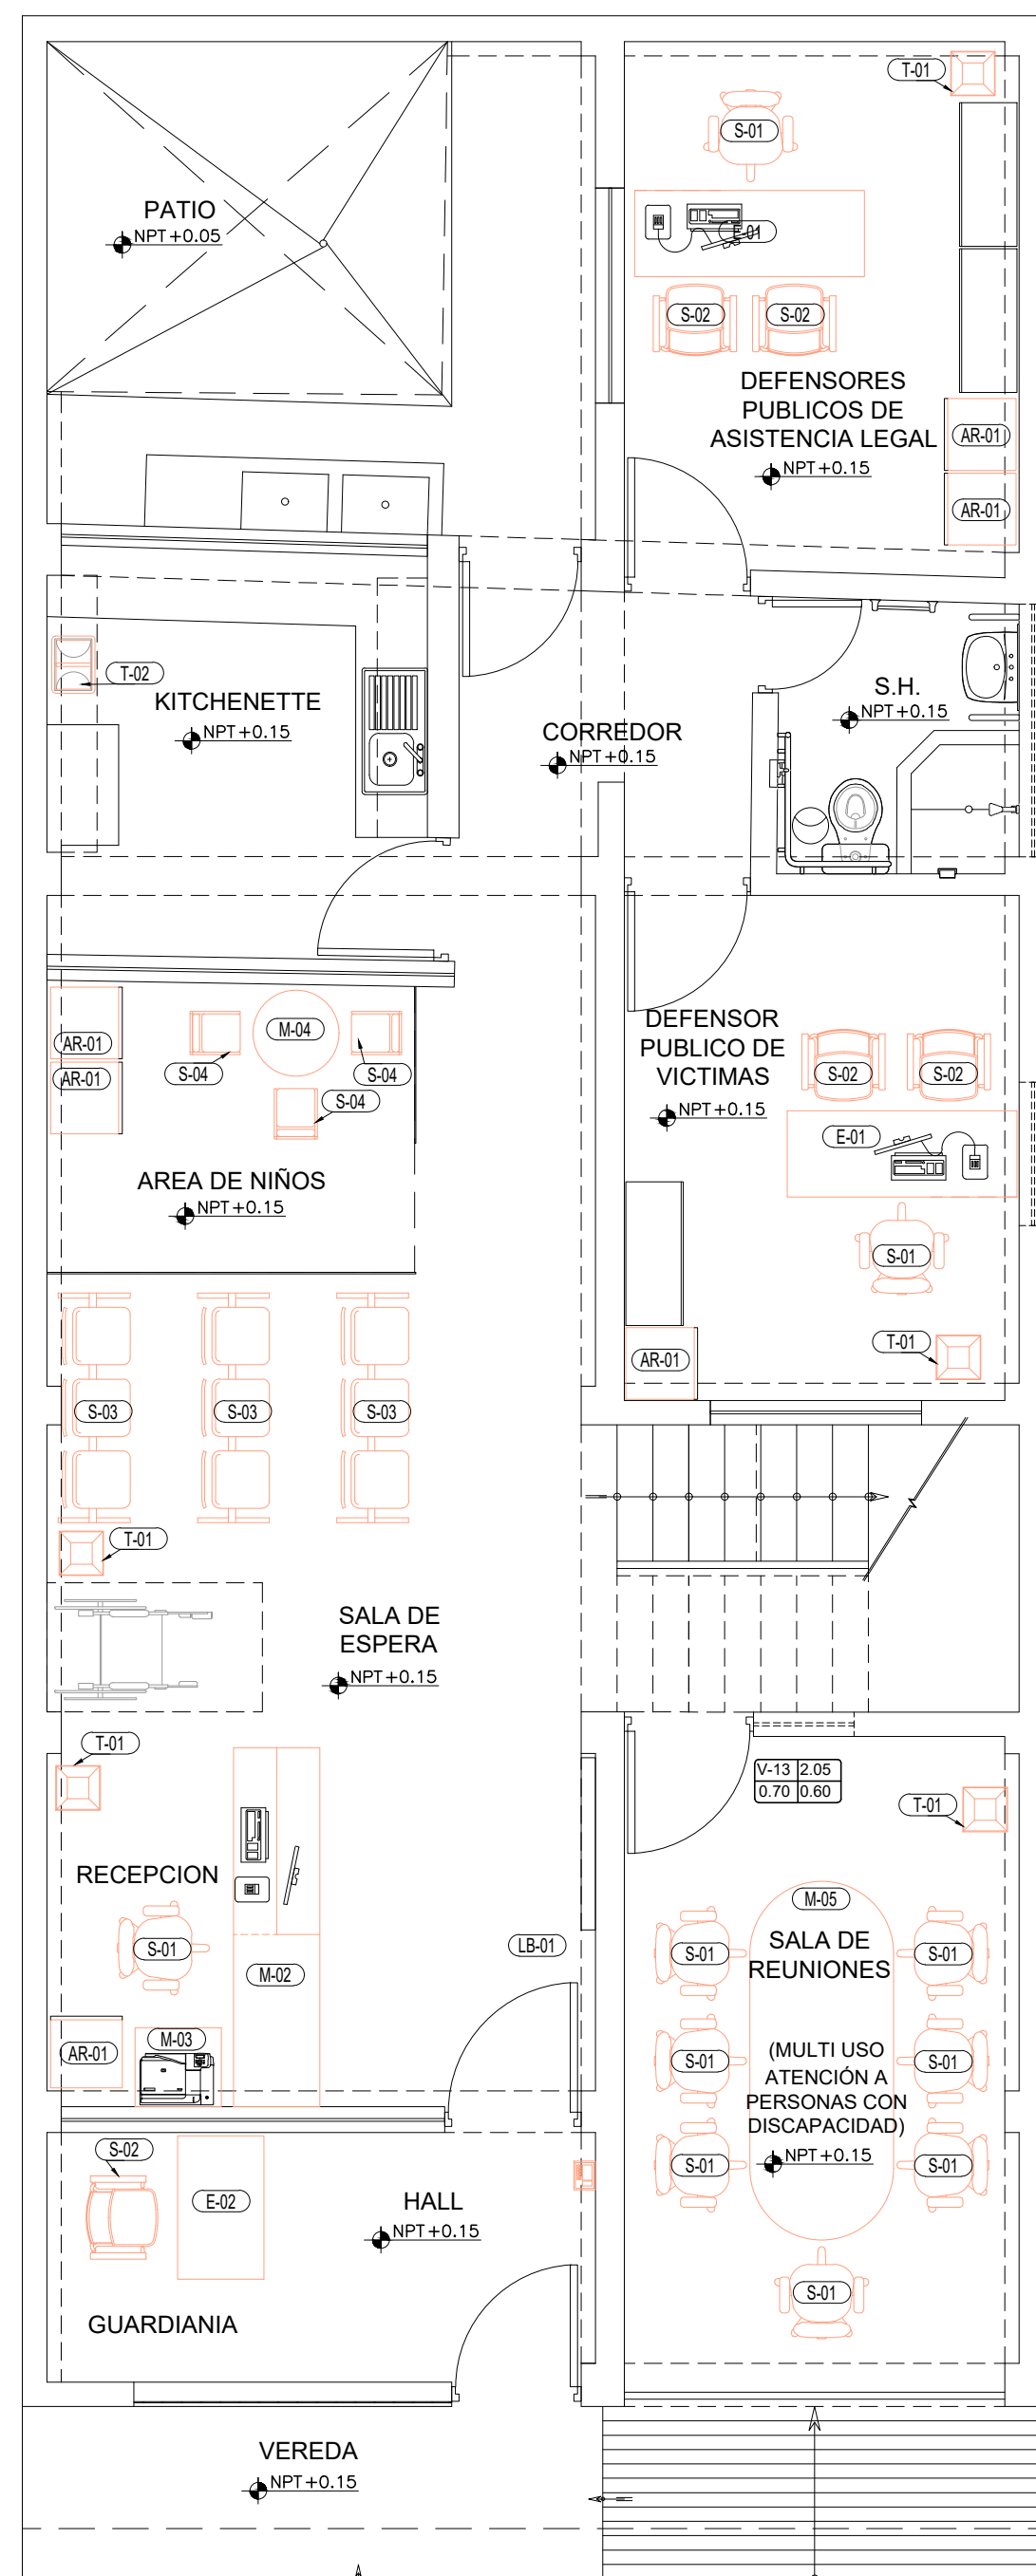 T-01
S-01
PATIO
NPT+0.05
E-01
S-02
S-02
DEFENSORES
PUBLICOS DE
ASISTENCIA LEGAL
NPT+0.15
AR-01
AR-01
T-02
KITCHENETTE
NPT+0.15
CORREDOR
NPT+0.15
S.H.
NPT+0.15
AR-01
AR-01
M-04
S-04
S-04
S-04
DEFENSOR
PUBLICO DE
VICTIMAS
NPT+0.15
S-02
S-02
E-01
AREA DE NIÑOS
NPT+0.15
S-01
T-01
AR-01
S-03
S-03
S-03
T-01
SALA DE
ESPERA
NPT+0.15
T-01
V-13 2.05
0.70 0.60
T-01
RECEPCION
S-01
M-02
LB-01
M-03
AR-01
M-05
S-01
S-01
SALA DE
REUNIONES
S-01
S-01
(MULTI USO
ATENCIÓN A
PERSONAS CON
DISCAPACIDAD)
NPT+0.15
S-01
S-01
S-01
S-02
E-02
HALL
NPT+0.15
GUARDIANIA
VEREDA
NPT+0.15